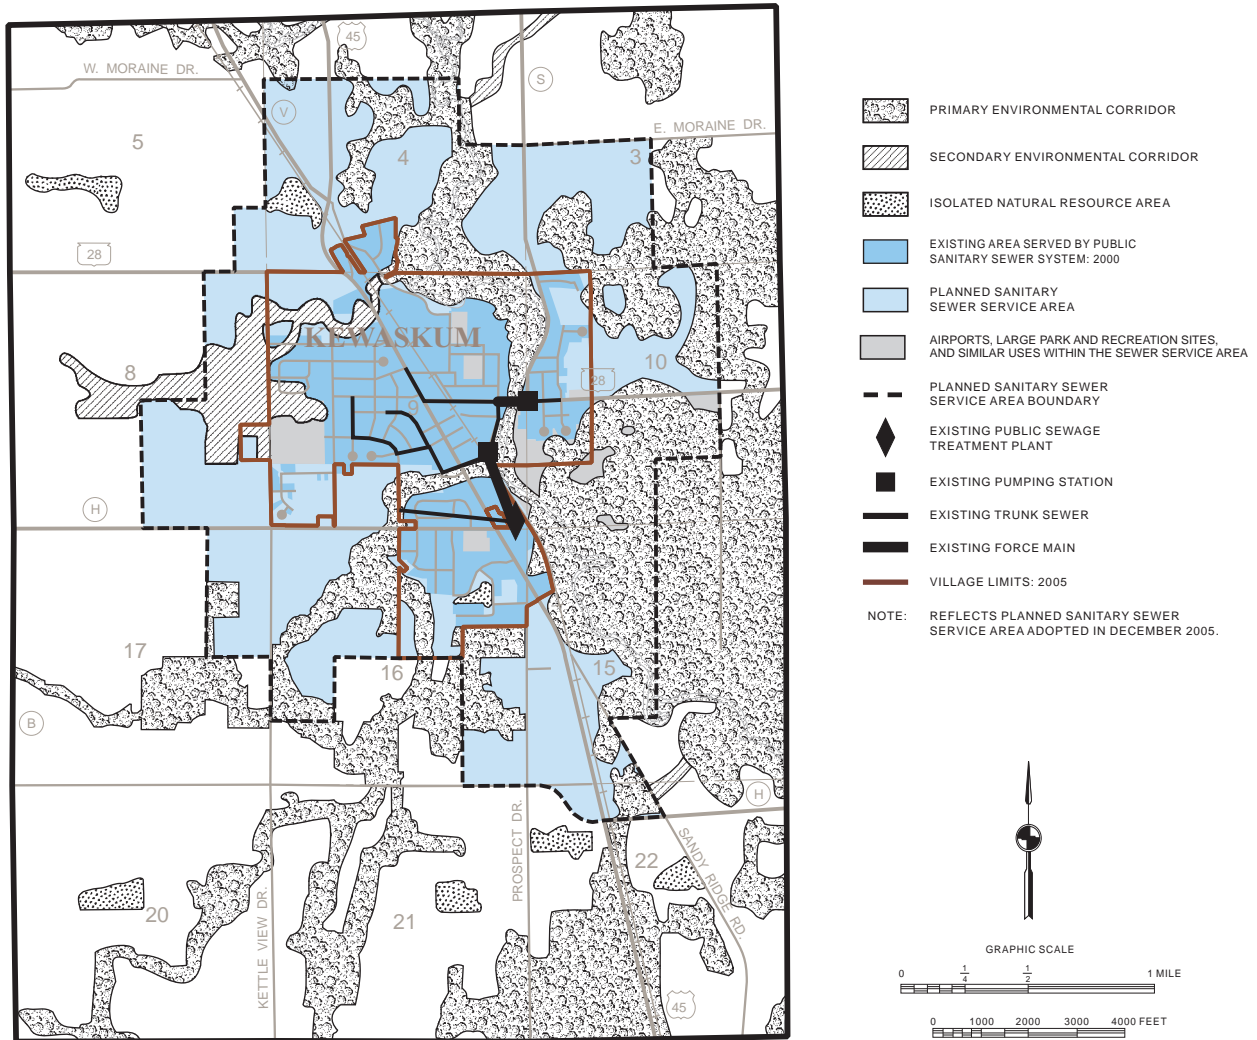 45
W. MORAINE DR.
V
S
E. MORAINE DR.
5
4
3
28
KEWASKUM
8
9
10
28
H
17
16
15
B
H
PROSPECT DR.
SANDY RIDGE RD
KETTLE VIEW DR.
20
21
22
45
PRIMARY ENVIRONMENTAL CORRIDOR
SECONDARY ENVIRONMENTAL CORRIDOR
ISOLATED NATURAL RESOURCE AREA
EXISTING AREA SERVED BY PUBLIC
SANITARY SEWER SYSTEM: 2000
PLANNED SANITARY
SEWER SERVICE AREA
AIRPORTS, LARGE PARK AND RECREATION SITES,
AND SIMILAR USES WITHIN THE SEWER SERVICE AREA
PLANNED SANITARY SEWER
SERVICE AREA BOUNDARY
EXISTING PUBLIC SEWAGE
TREATMENT PLANT
EXISTING PUMPING STATION
EXISTING TRUNK SEWER
EXISTING FORCE MAIN
VILLAGE LIMITS: 2005
NOTE: REFLECTS PLANNED SANITARY SEWER
SERVICE AREA ADOPTED IN DECEMBER 2005.
GRAPHIC SCALE
0 1/4 1/2 1 MILE
0 1000 2000 3000 4000 FEET